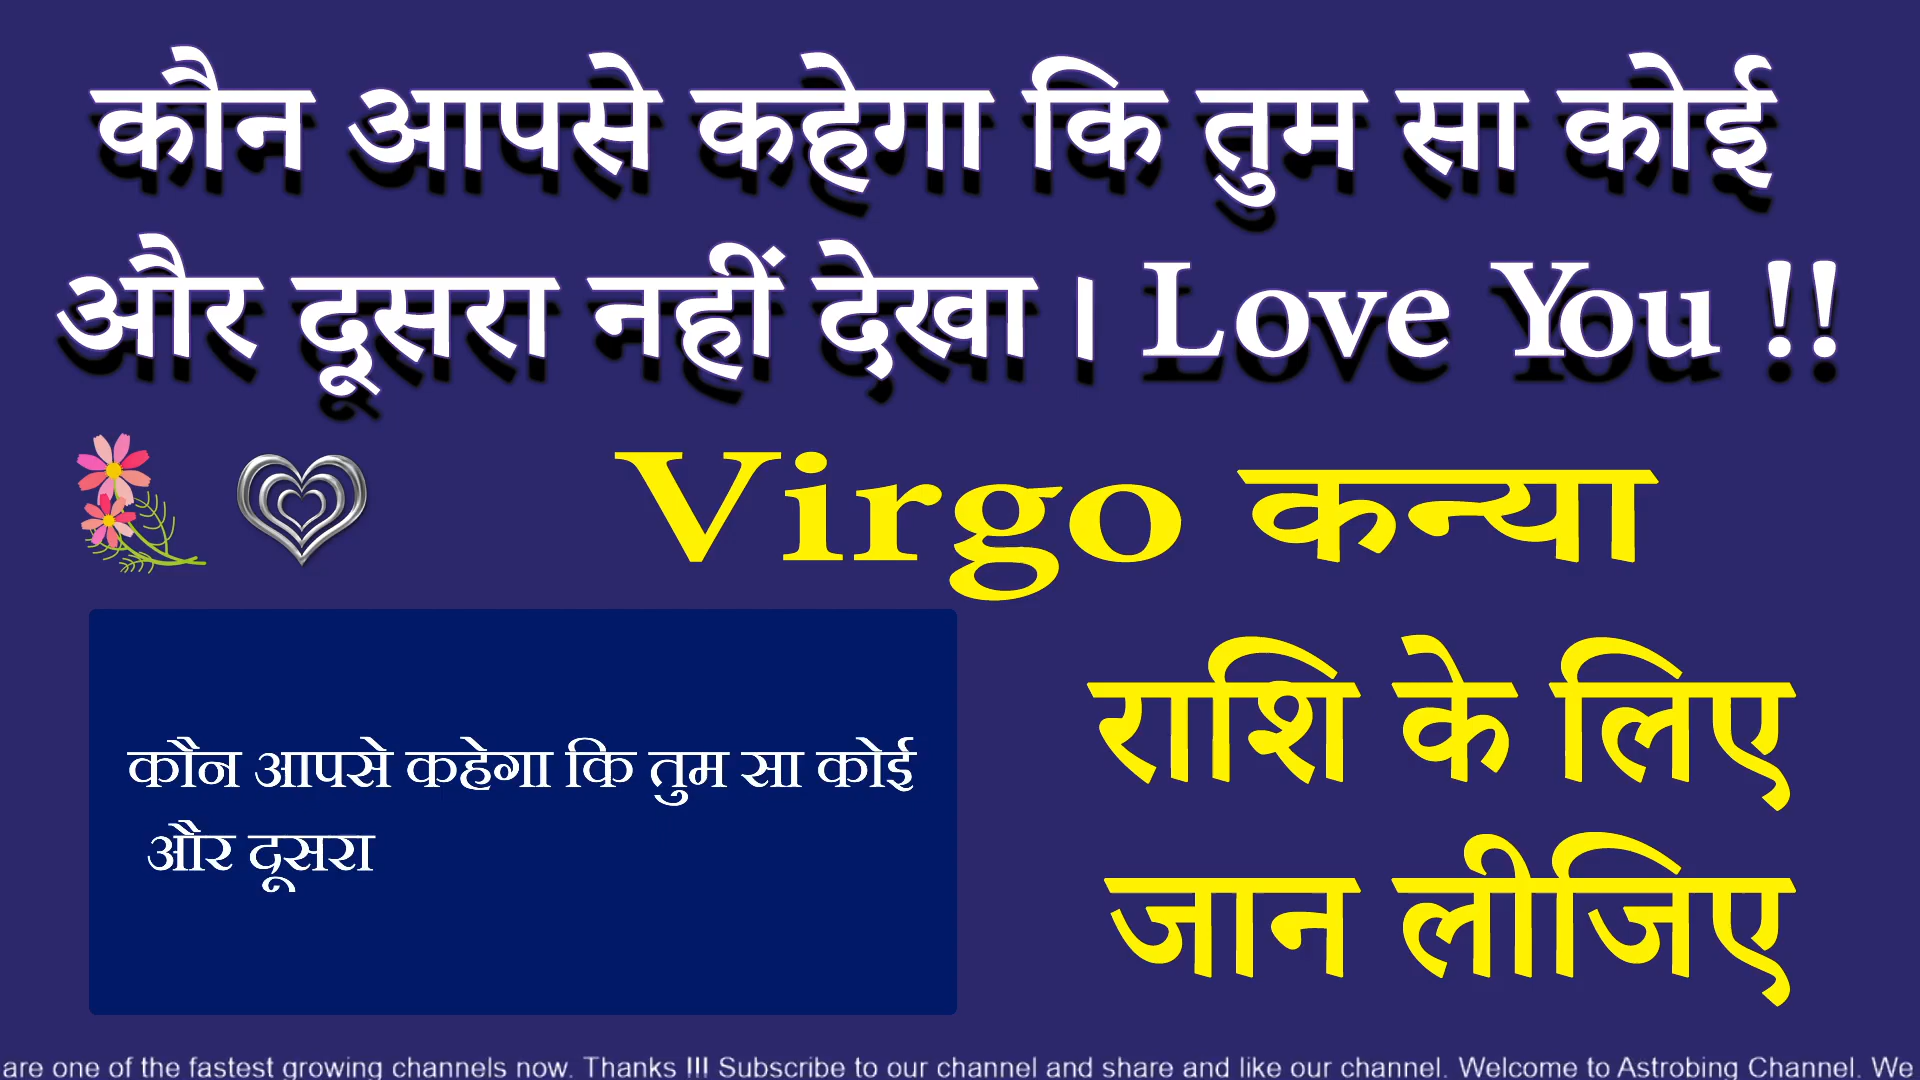 कौन आपसे कहेगा कि तुम सा कोई
और दूसरा नहीं देखा । Love You !!
Virgo कन्या
राशि के लिए
जान लीजिए
कौन आपसे कहेगा कि तुम सा कोई
और दूसरा
are one of the fastest growing channels now. Thanks !!! Subscribe to our channel and share and like our channel. Welcome to Astrobing Channel. We